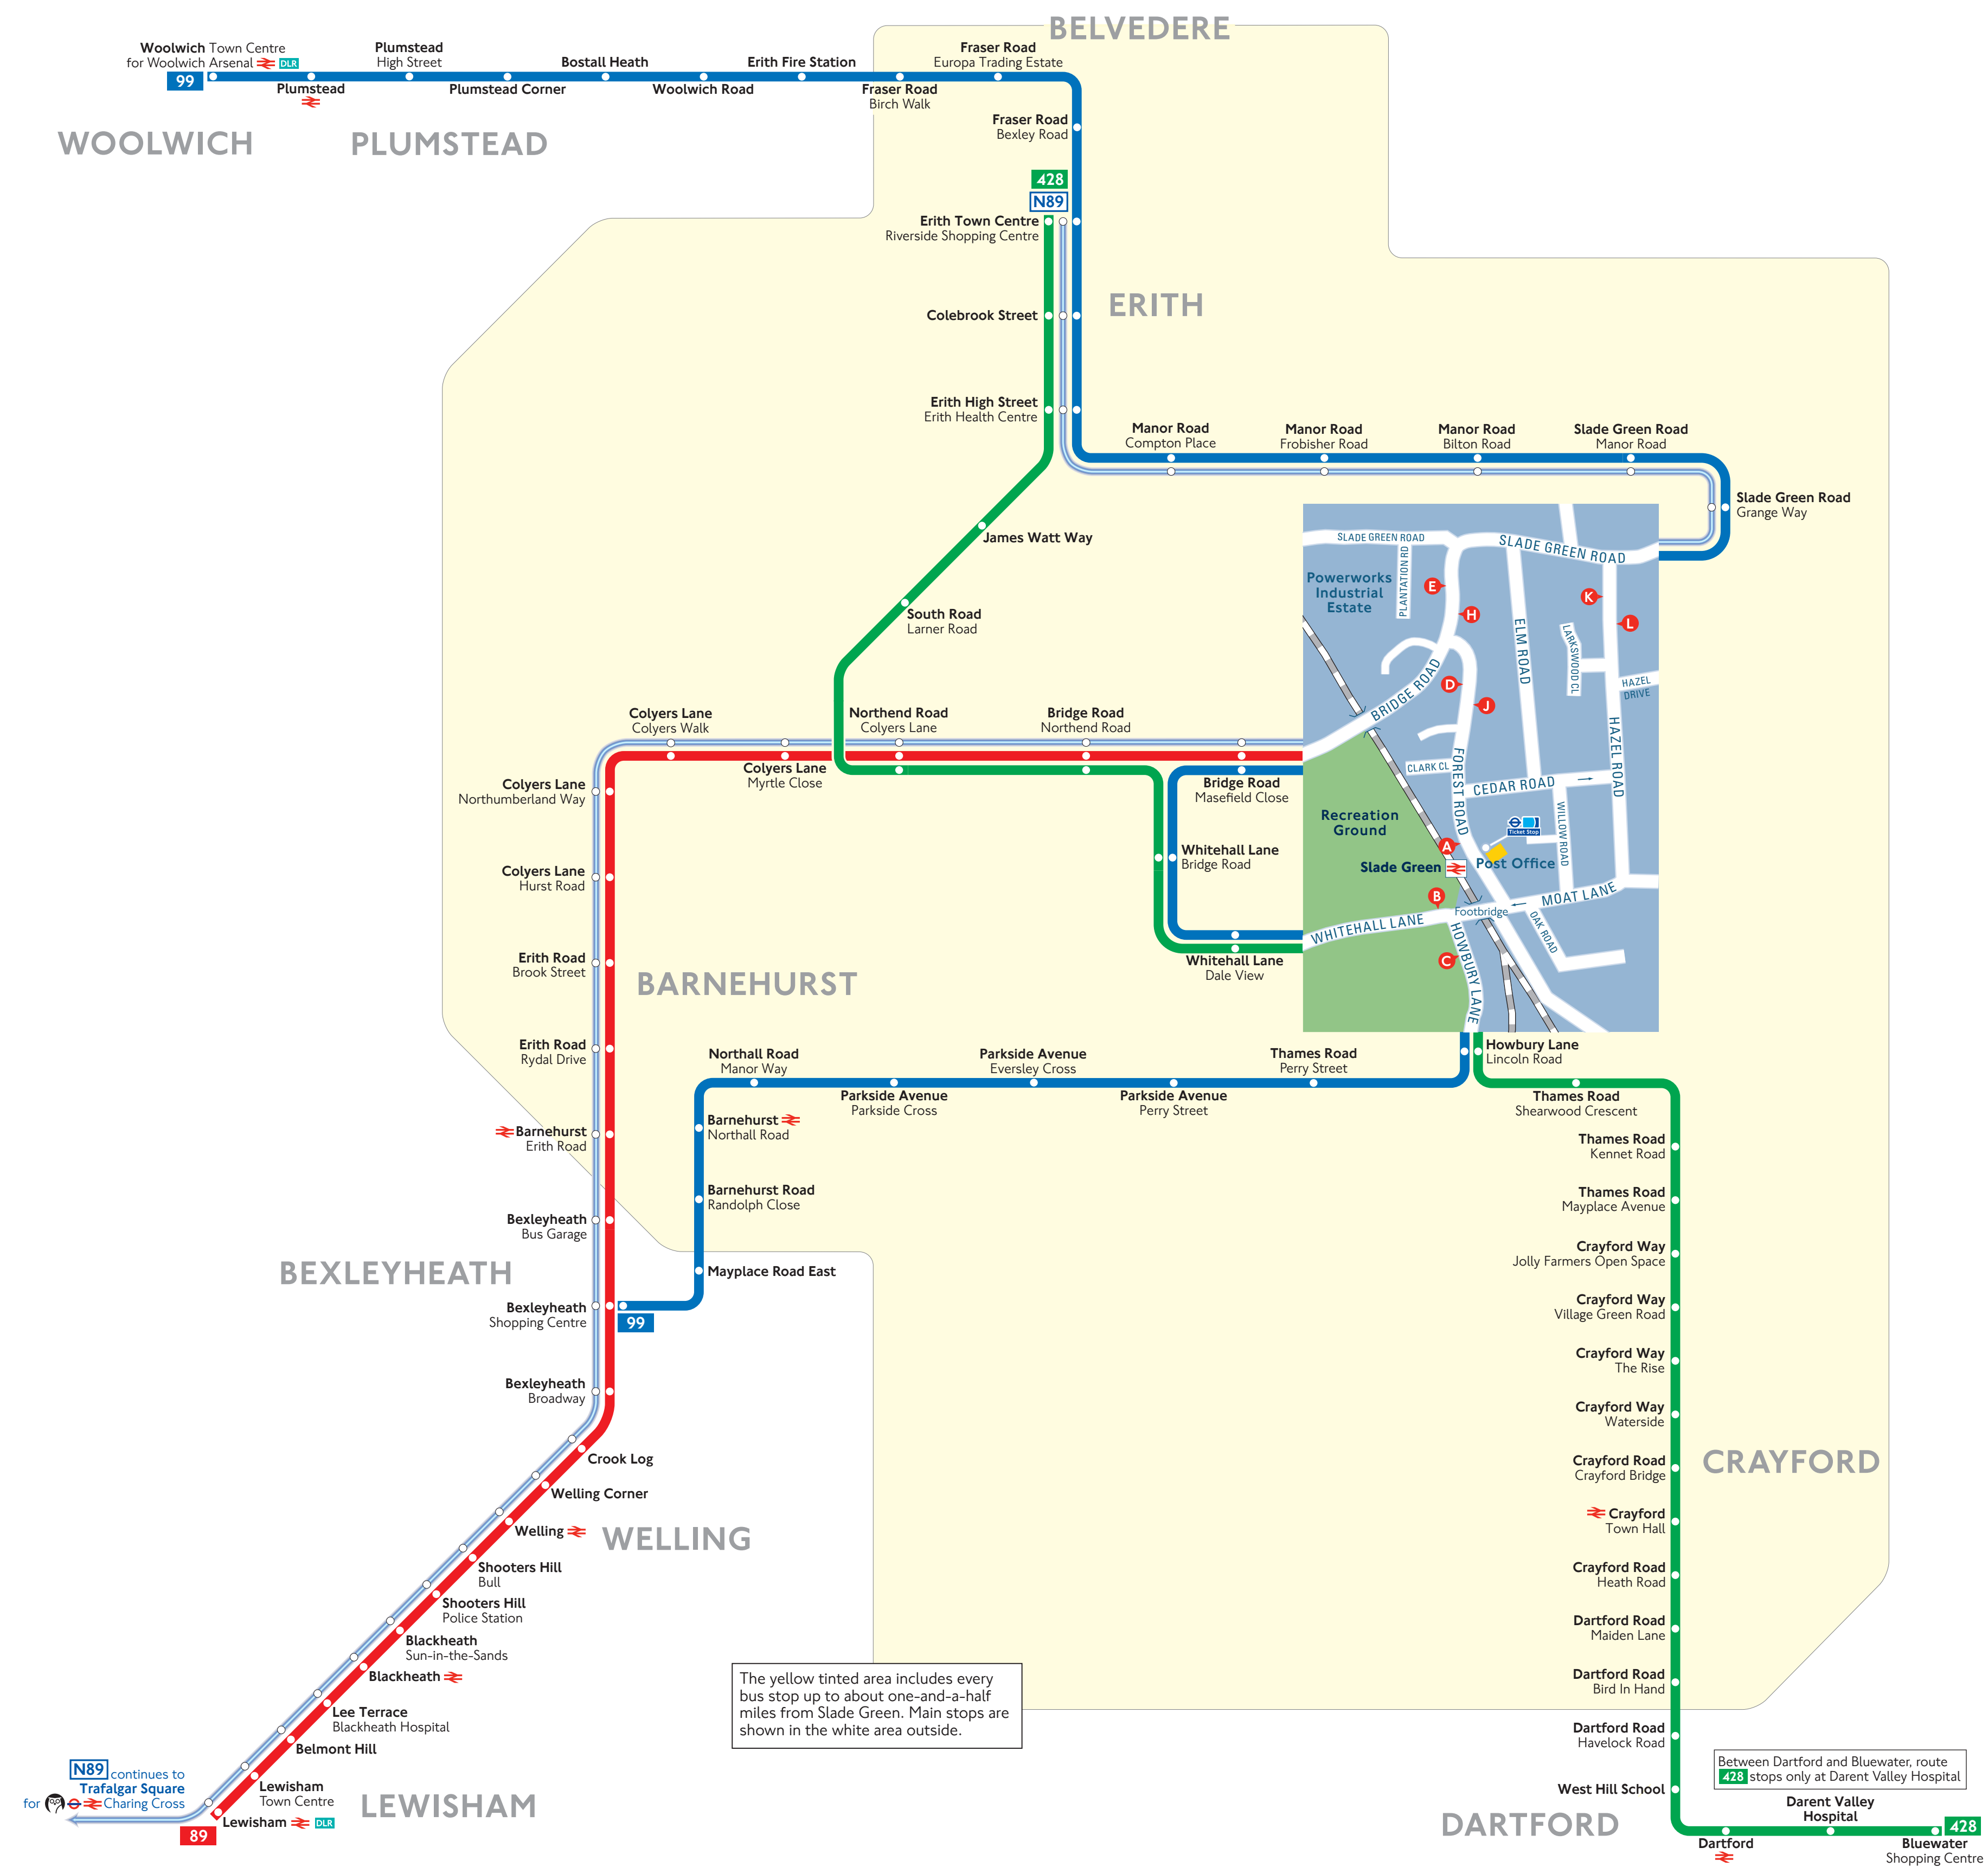 BELVEDERE
Woolwich Town Centre
for Woolwich Arsenal DLR
99
Plumstead
Plumstead
High Street
Plumstead Corner
Bostall Heath
Woolwich Road
Erith Fire Station
Fraser Road
Birch Walk
Fraser Road
Europa Trading Estate
WOOLWICH
PLUMSTEAD
Fraser Road
Bexley Road
428
N89
Erith Town Centre
Riverside Shopping Centre
ERITH
Colebrook Street
Erith High Street
Erith Health Centre
Manor Road
Compton Place
Manor Road
Frobisher Road
Manor Road
Bilton Road
Slade Green Road
Manor Road
Slade Green Road
Grange Way
James Watt Way
South Road
Larner Road
SLADE GREEN ROAD
SLADE GREEN ROAD
PLANTATION RD
Powerworks
Industrial
Estate
E
H
K
L
ELM ROAD
LARKSWOOD CL
HAZEL
DRIVE
BRIDGE ROAD
D
J
HAZEL ROAD
FOREST ROAD
CLARK CL
CEDAR ROAD
WILLOW ROAD
Recreation
Ground
Ticket Stop
A
Slade Green
Post Office
B
MOAT LANE
Footbridge
WHITEHALL LANE
OAK ROAD
C
HOWBURY LANE
Colyers Lane
Colyers Walk
Colyers Lane
Myrtle Close
Northend Road
Colyers Lane
Bridge Road
Northend Road
Bridge Road
Masefield Close
Colyers Lane
Northumberland Way
Whitehall Lane
Bridge Road
Colyers Lane
Hurst Road
Whitehall Lane
Dale View
Erith Road
Brook Street
BARNEHURST
Erith Road
Rydal Drive
Northall Road
Manor Way
Parkside Avenue
Parkside Cross
Parkside Avenue
Eversley Cross
Parkside Avenue
Perry Street
Thames Road
Perry Street
Howbury Lane
Lincoln Road
Thames Road
Shearwood Crescent
Barnehurst
Erith Road
Barnehurst
Northall Road
Thames Road
Kennet Road
Barnehurst Road
Randolph Close
Thames Road
Mayplace Avenue
Bexleyheath
Bus Garage
Crayford Way
Jolly Farmers Open Space
BEXLEYHEATH
Mayplace Road East
Bexleyheath
Shopping Centre
99
Crayford Way
Village Green Road
Crayford Way
The Rise
Bexleyheath
Broadway
Crayford Way
Waterside
Crook Log
Crayford Road
Crayford Bridge
CRAYFORD
Welling Corner
Crayford
Town Hall
Welling
WELLING
Shooters Hill
Bull
Crayford Road
Heath Road
Shooters Hill
Police Station
Dartford Road
Maiden Lane
Blackheath
Sun-in-the-Sands
Blackheath
Dartford Road
Bird In Hand
The yellow tinted area includes every
bus stop up to about one-and-a-half
miles from Slade Green. Main stops are
shown in the white area outside.
Lee Terrace
Blackheath Hospital
Dartford Road
Havelock Road
Belmont Hill
Between Dartford and Bluewater, route
428 stops only at Darent Valley Hospital
N89 continues to
Trafalgar Square
for Charing Cross
Lewisham
Town Centre
West Hill School
LEWISHAM
Lewisham DLR
89
DARTFORD
Darent Valley
Hospital
428
Dartford
Bluewater
Shopping Centre